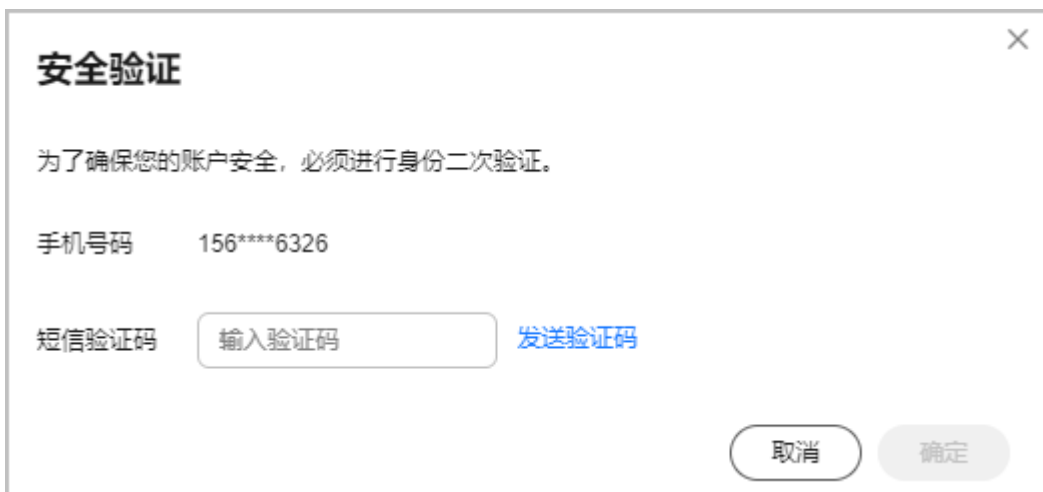 安全验证
为了确保您的账户安全，必须进行身份二次验证。
手机号码 156****6326
短信验证码 输入验证码 发送验证码
取消 确定